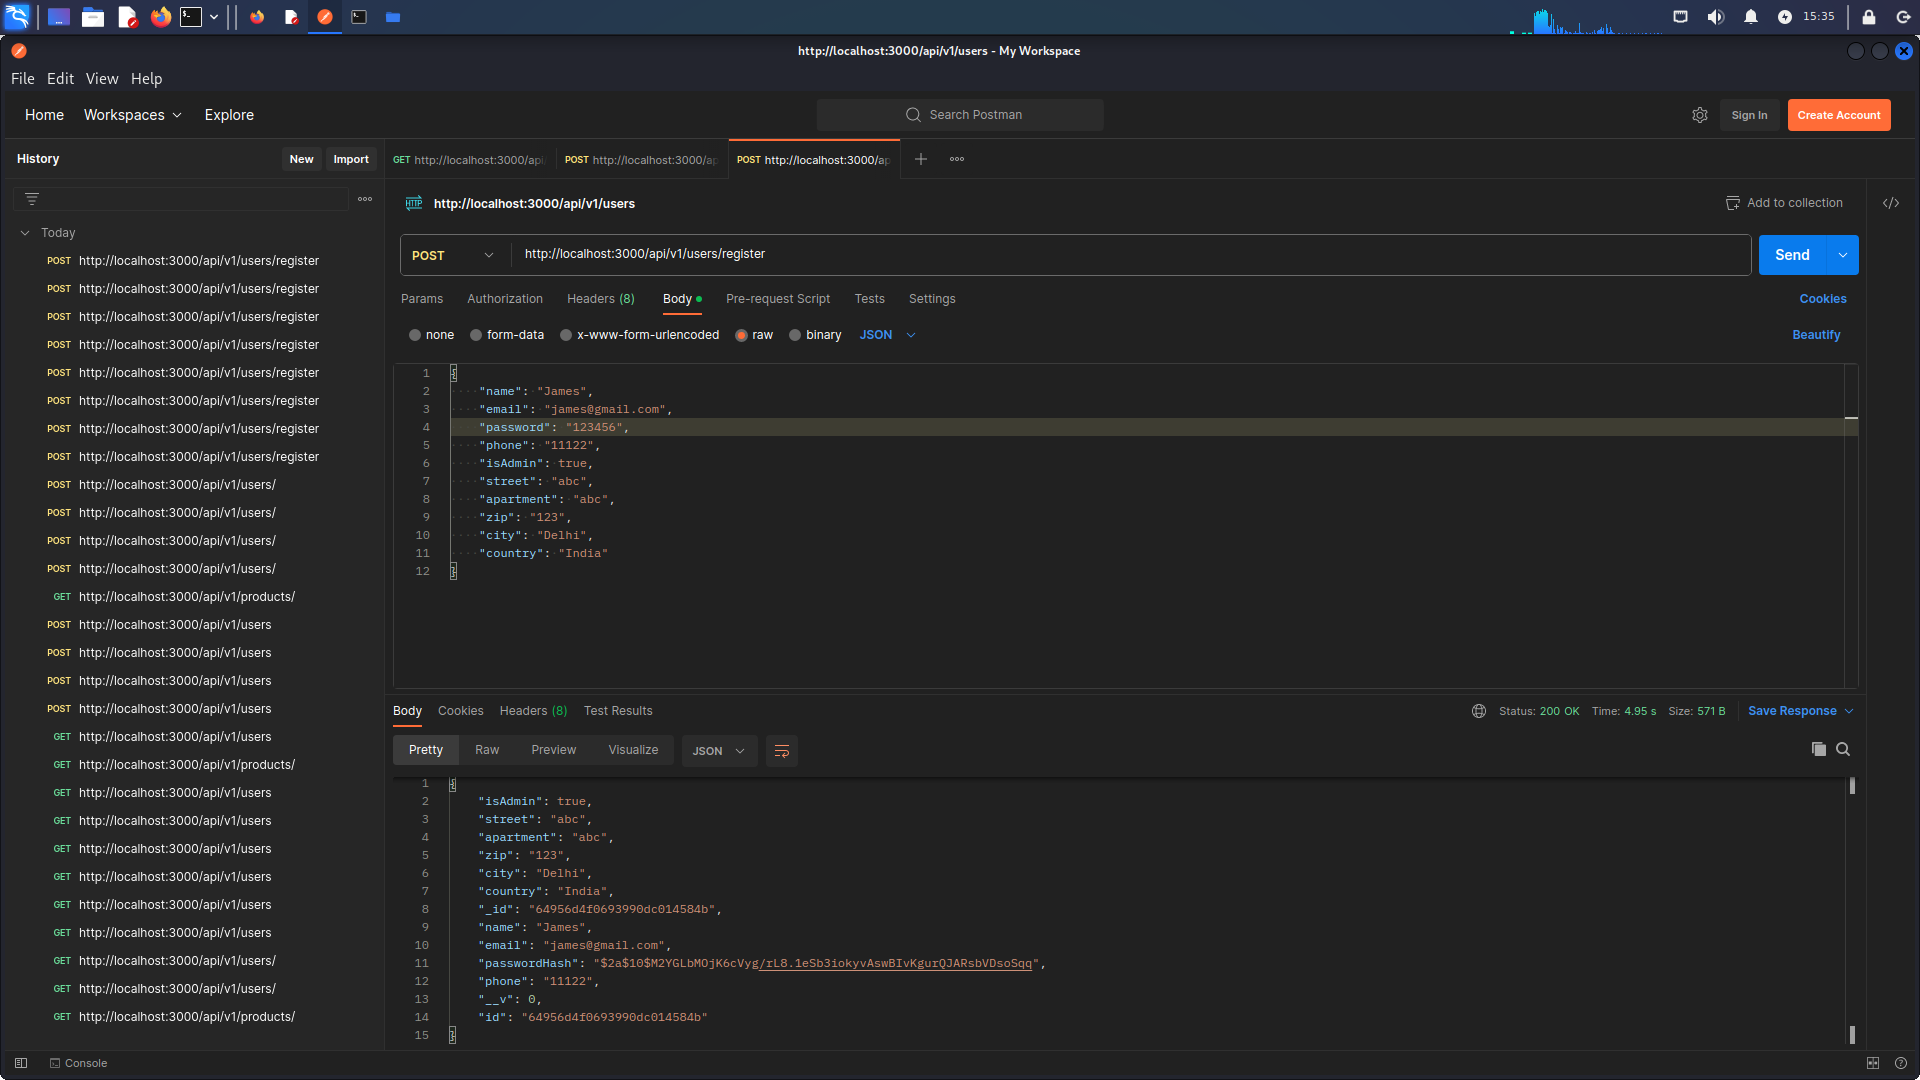 15:35
http://localhost:3000/api/v1/users - My Workspace
File Edit View Help
Home Workspaces Explore
Search Postman
Sign In
Create Account
History
New Import
GET http://localhost:3000/api
POST http://localhost:3000/ap
POST http://localhost:3000/ap
HTTP http://localhost:3000/api/v1/users
Add to collection
Today
POST http://localhost:3000/api/v1/users/register
POST http://localhost:3000/api/v1/users/register
POST http://localhost:3000/api/v1/users/register
POST http://localhost:3000/api/v1/users/register
POST http://localhost:3000/api/v1/users/register
POST http://localhost:3000/api/v1/users/register
POST http://localhost:3000/api/v1/users/register
POST http://localhost:3000/api/v1/users/register
POST http://localhost:3000/api/v1/users/
POST http://localhost:3000/api/v1/users/
POST http://localhost:3000/api/v1/users/
POST http://localhost:3000/api/v1/users/
GET http://localhost:3000/api/v1/products/
POST http://localhost:3000/api/v1/users
POST http://localhost:3000/api/v1/users
POST http://localhost:3000/api/v1/users
POST http://localhost:3000/api/v1/users
GET http://localhost:3000/api/v1/users
GET http://localhost:3000/api/v1/products/
GET http://localhost:3000/api/v1/users
GET http://localhost:3000/api/v1/users
GET http://localhost:3000/api/v1/users
GET http://localhost:3000/api/v1/users
GET http://localhost:3000/api/v1/users
GET http://localhost:3000/api/v1/users
GET http://localhost:3000/api/v1/users/
GET http://localhost:3000/api/v1/users/
GET http://localhost:3000/api/v1/products/
POST http://localhost:3000/api/v1/users/register
Send
Params Authorization Headers (8) Body Pre-request Script Tests Settings
Cookies
none form-data x-www-form-urlencoded raw binary JSON
Beautify
1 {
2 "name": "James",
3 "email": "james@gmail.com",
4 "password": "123456",
5 "phone": "11122",
6 "isAdmin": true,
7 "street": "abc",
8 "apartment": "abc",
9 "zip": "123",
10 "city": "Delhi",
11 "country": "India"
12 }
Body Cookies Headers (8) Test Results
Status: 200 OK Time: 4.95 s Size: 571 B
Save Response
Pretty Raw Preview Visualize JSON
1 {
2 "isAdmin": true,
3 "street": "abc",
4 "apartment": "abc",
5 "zip": "123",
6 "city": "Delhi",
7 "country": "India",
8 "_id": "64956d4f0693990dc014584b",
9 "name": "James",
10 "email": "james@gmail.com",
11 "passwordHash": "$2a$10$M2YGLbMOjK6cVyg/rL8.1eSb3iokyvAswBIvKgurQJARsbVDsoSqq",
12 "phone": "11122",
13 "__v": 0,
14 "id": "64956d4f0693990dc014584b"
15 }
Console